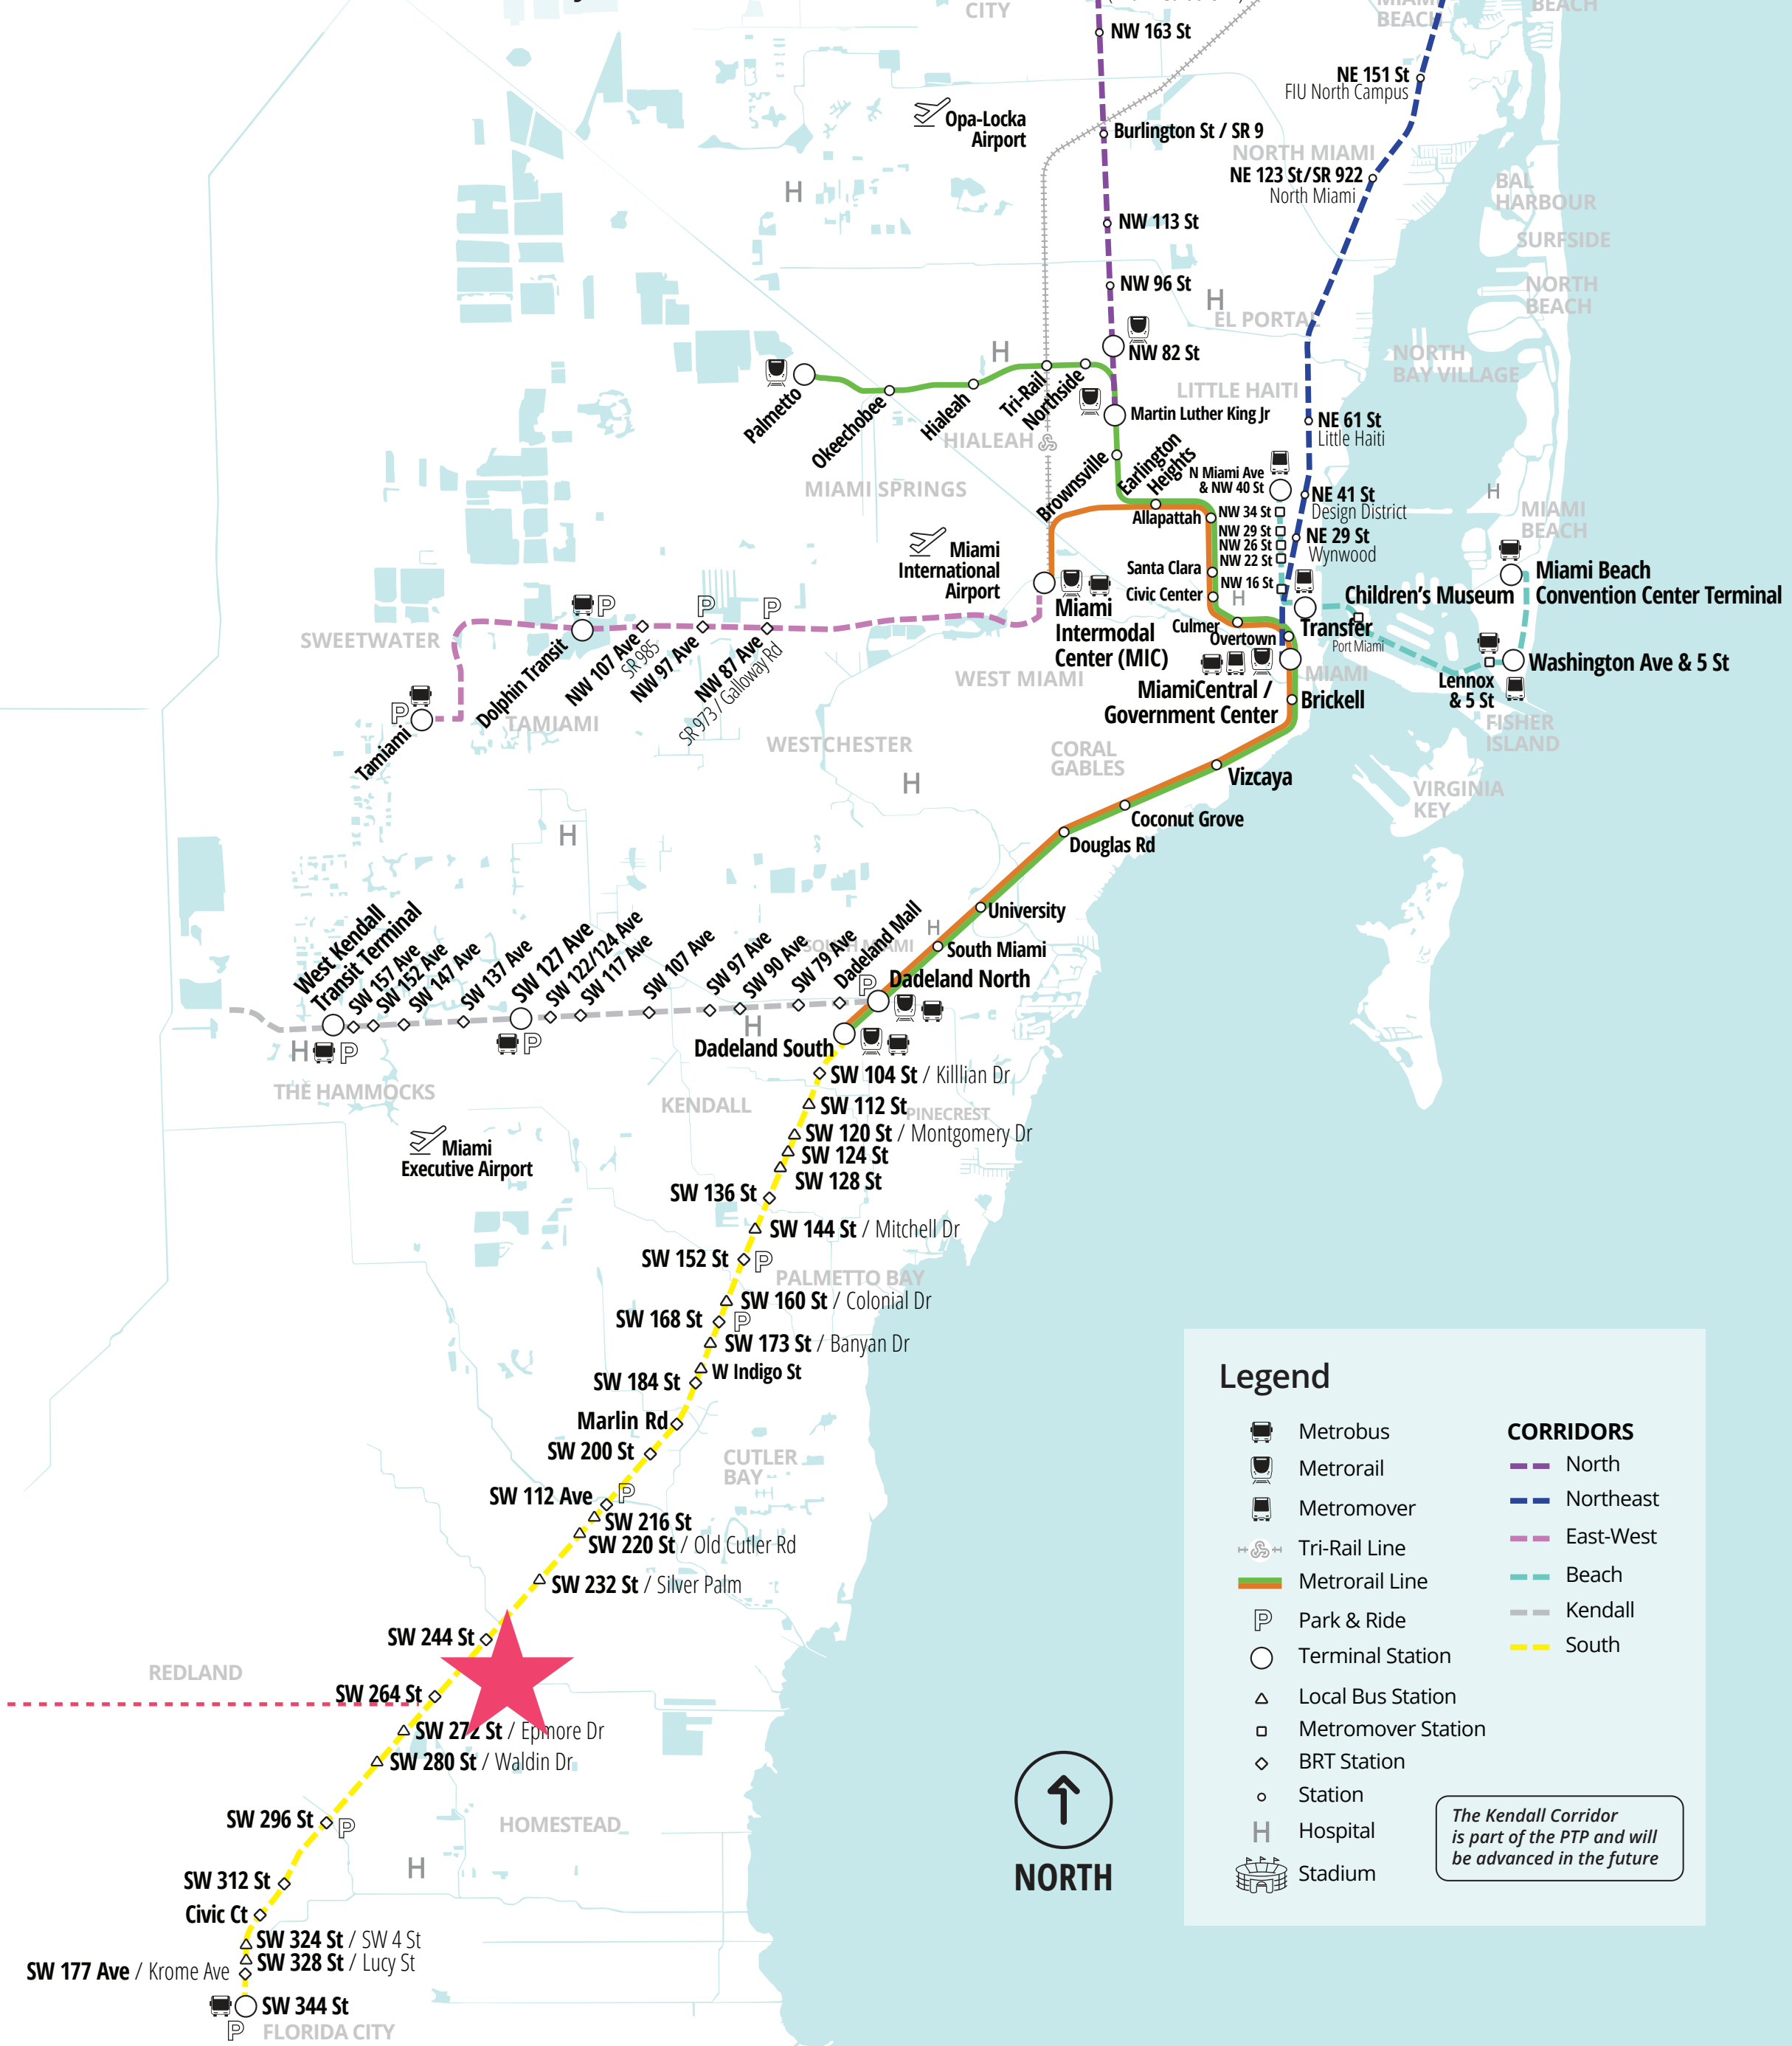 CITY
BEACH
BEACH
NW 163 St
NE 151 St
FIU North Campus
Opa-Locka
Airport
Burlington St / SR 9
NORTH MIAMI
NE 123 St/SR 922
North Miami
BAL
HARBOUR
H
NW 113 St
SURFSIDE
NW 96 St
NORTH
BEACH
H
EL PORTAL
NW 82 St
H
NORTH
BAY VILLAGE
Palmetto
Okeechobee
Hialeah
Tri-Rail
Northside
LITTLE HAITI
Martin Luther King Jr
NE 61 St
Little Haiti
HIALEAH
MIAMI SPRINGS
Brownsville
Earlington
Heights
N Miami Ave
& NW 40 St
NE 41 St
Design District
H
MIAMI
BEACH
Allapattah
NW 34 St
NW 29 St
NW 26 St
NW 22 St
NE 29 St
Wynwood
Miami
International
Airport
Santa Clara
Civic Center
NW 16 St
H
Miami Beach
Convention Center Terminal
Children's Museum
Miami
Intermodal
Center (MIC)
Culmer
Overtown
Transfer
Port Miami
MIAMI
SWEETWATER
P
P
P
Dolphin Transit
NW 107 Ave
SR 985
NW 97 Ave
NW 87 Ave
SR 973 / Galloway Rd
WEST MIAMI
MiamiCentral /
Government Center
Brickell
Washington Ave & 5 St
Lennox
& 5 St
FISHER
ISLAND
P
Tamiami
TAMIAMI
WESTCHESTER
CORAL
GABLES
H
Vizcaya
VIRGINIA
KEY
Coconut Grove
Douglas Rd
H
University
H
South Miami
SOUTH MIAMI
Dadeland North
West Kendall
Transit Terminal
SW 157 Ave
SW 152 Ave
SW 147 Ave
SW 137 Ave
SW 127 Ave
SW 122/124 Ave
SW 117 Ave
SW 107 Ave
SW 97 Ave
SW 90 Ave
SW 79 Ave
Dadeland Mall
P
H
H
P
P
Dadeland South
THE HAMMOCKS
KENDALL
SW 104 St / Killlian Dr
SW 112 St
PINECREST
SW 120 St / Montgomery Dr
SW 124 St
Miami
Executive Airport
SW 128 St
SW 136 St
SW 144 St / Mitchell Dr
SW 152 St
P
PALMETTO BAY
SW 160 St / Colonial Dr
SW 168 St
P
SW 173 St / Banyan Dr
W Indigo St
SW 184 St
Marlin Rd
SW 200 St
CUTLER
BAY
SW 112 Ave
P
SW 216 St
SW 220 St / Old Cutler Rd
SW 232 St / Silver Palm
SW 244 St
REDLAND
SW 264 St
SW 272 St / Epmore Dr
SW 280 St / Waldin Dr
SW 296 St
P
HOMESTEAD
H
SW 312 St
Civic Ct
SW 324 St / SW 4 St
SW 328 St / Lucy St
SW 177 Ave / Krome Ave
SW 344 St
P
FLORIDA CITY
NORTH
Legend
Metrobus
Metrorail
Metromover
Tri-Rail Line
Metrorail Line
P
Park & Ride
Terminal Station
Local Bus Station
Metromover Station
BRT Station
Station
H
Hospital
Stadium
CORRIDORS
North
Northeast
East-West
Beach
Kendall
South
The Kendall Corridor
is part of the PTP and will
be advanced in the future